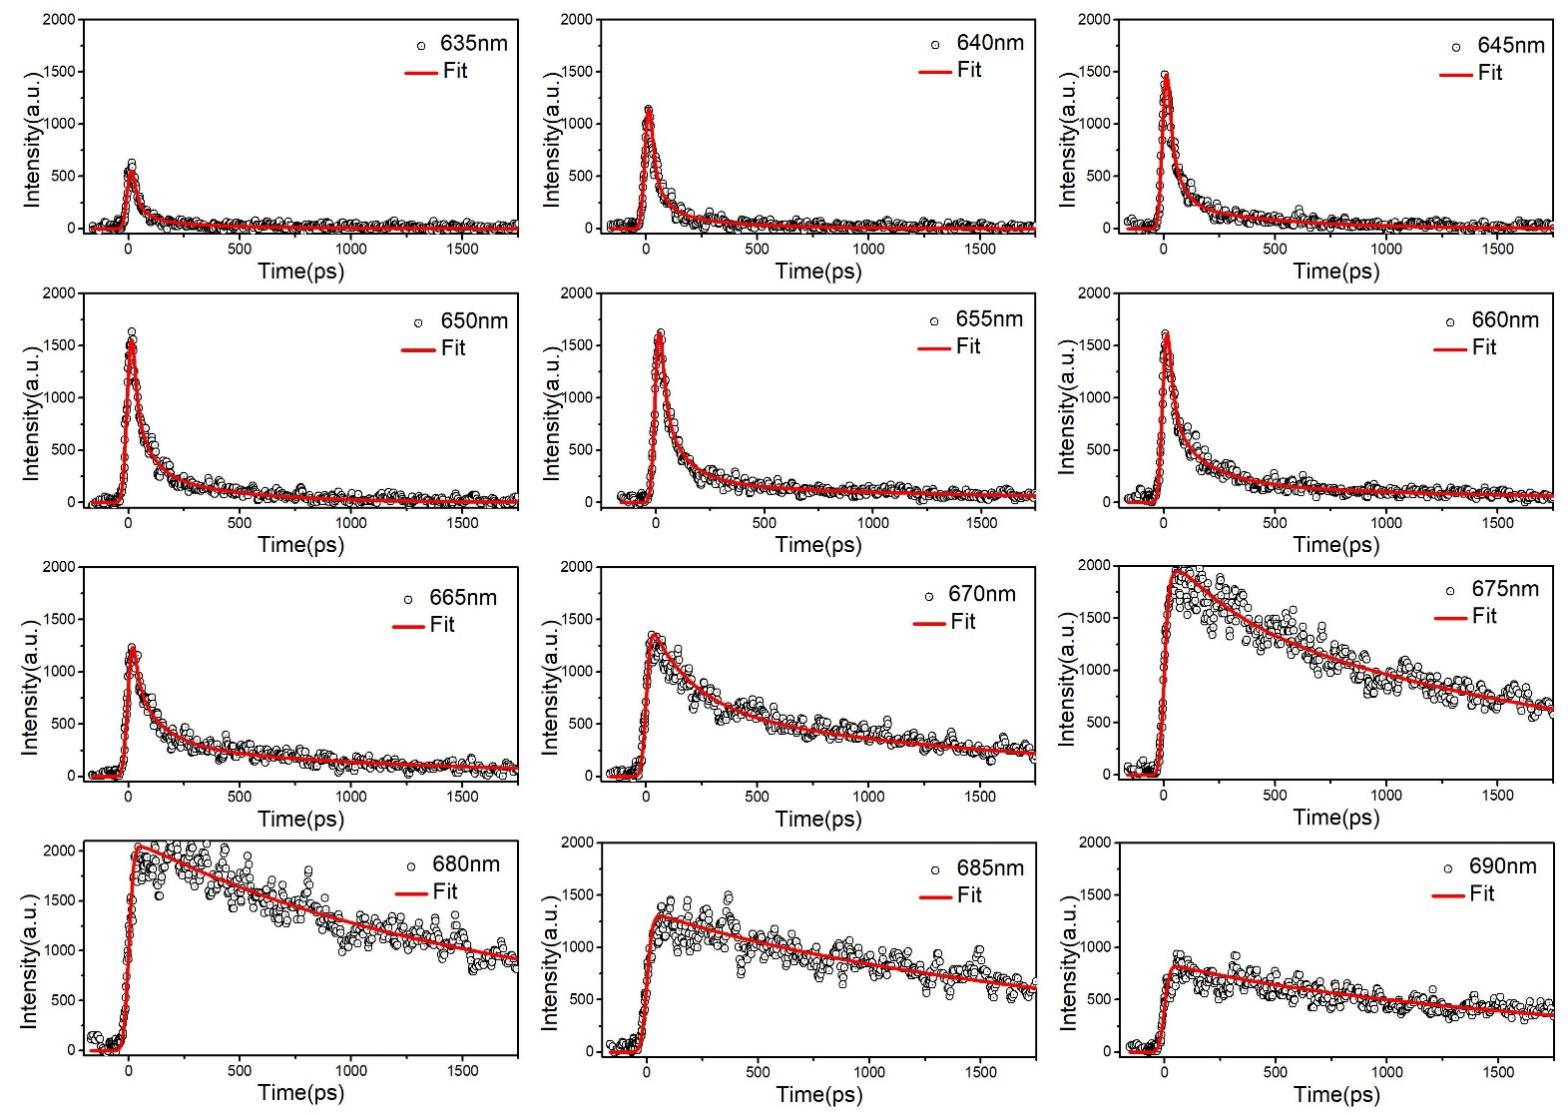 2000
1500
1000
500
0
Intensity(a.u.)
635nm
Fit
0 500 1000 1500
Time(ps)
2000
1500
1000
500
0
Intensity(a.u.)
640nm
Fit
0 500 1000 1500
Time(ps)
2000
1500
1000
500
0
Intensity(a.u.)
645nm
Fit
0 500 1000 1500
Time(ps)
2000
1500
1000
500
0
Intensity(a.u.)
650nm
Fit
0 500 1000 1500
Time(ps)
2000
1500
1000
500
0
Intensity(a.u.)
655nm
Fit
0 500 1000 1500
Time(ps)
2000
1500
1000
500
0
Intensity(a.u.)
660nm
Fit
0 500 1000 1500
Time(ps)
2000
1500
1000
500
0
Intensity(a.u.)
665nm
Fit
0 500 1000 1500
Time(ps)
2000
1500
1000
500
0
Intensity(a.u.)
670nm
Fit
0 500 1000 1500
Time(ps)
2000
1500
1000
500
0
Intensity(a.u.)
675nm
Fit
0 500 1000 1500
Time(ps)
2000
1500
1000
500
0
Intensity(a.u.)
680nm
Fit
0 500 1000 1500
Time(ps)
2000
1500
1000
500
0
Intensity(a.u.)
685nm
Fit
0 500 1000 1500
Time(ps)
2000
1500
1000
500
0
Intensity(a.u.)
690nm
Fit
0 500 1000 1500
Time(ps)